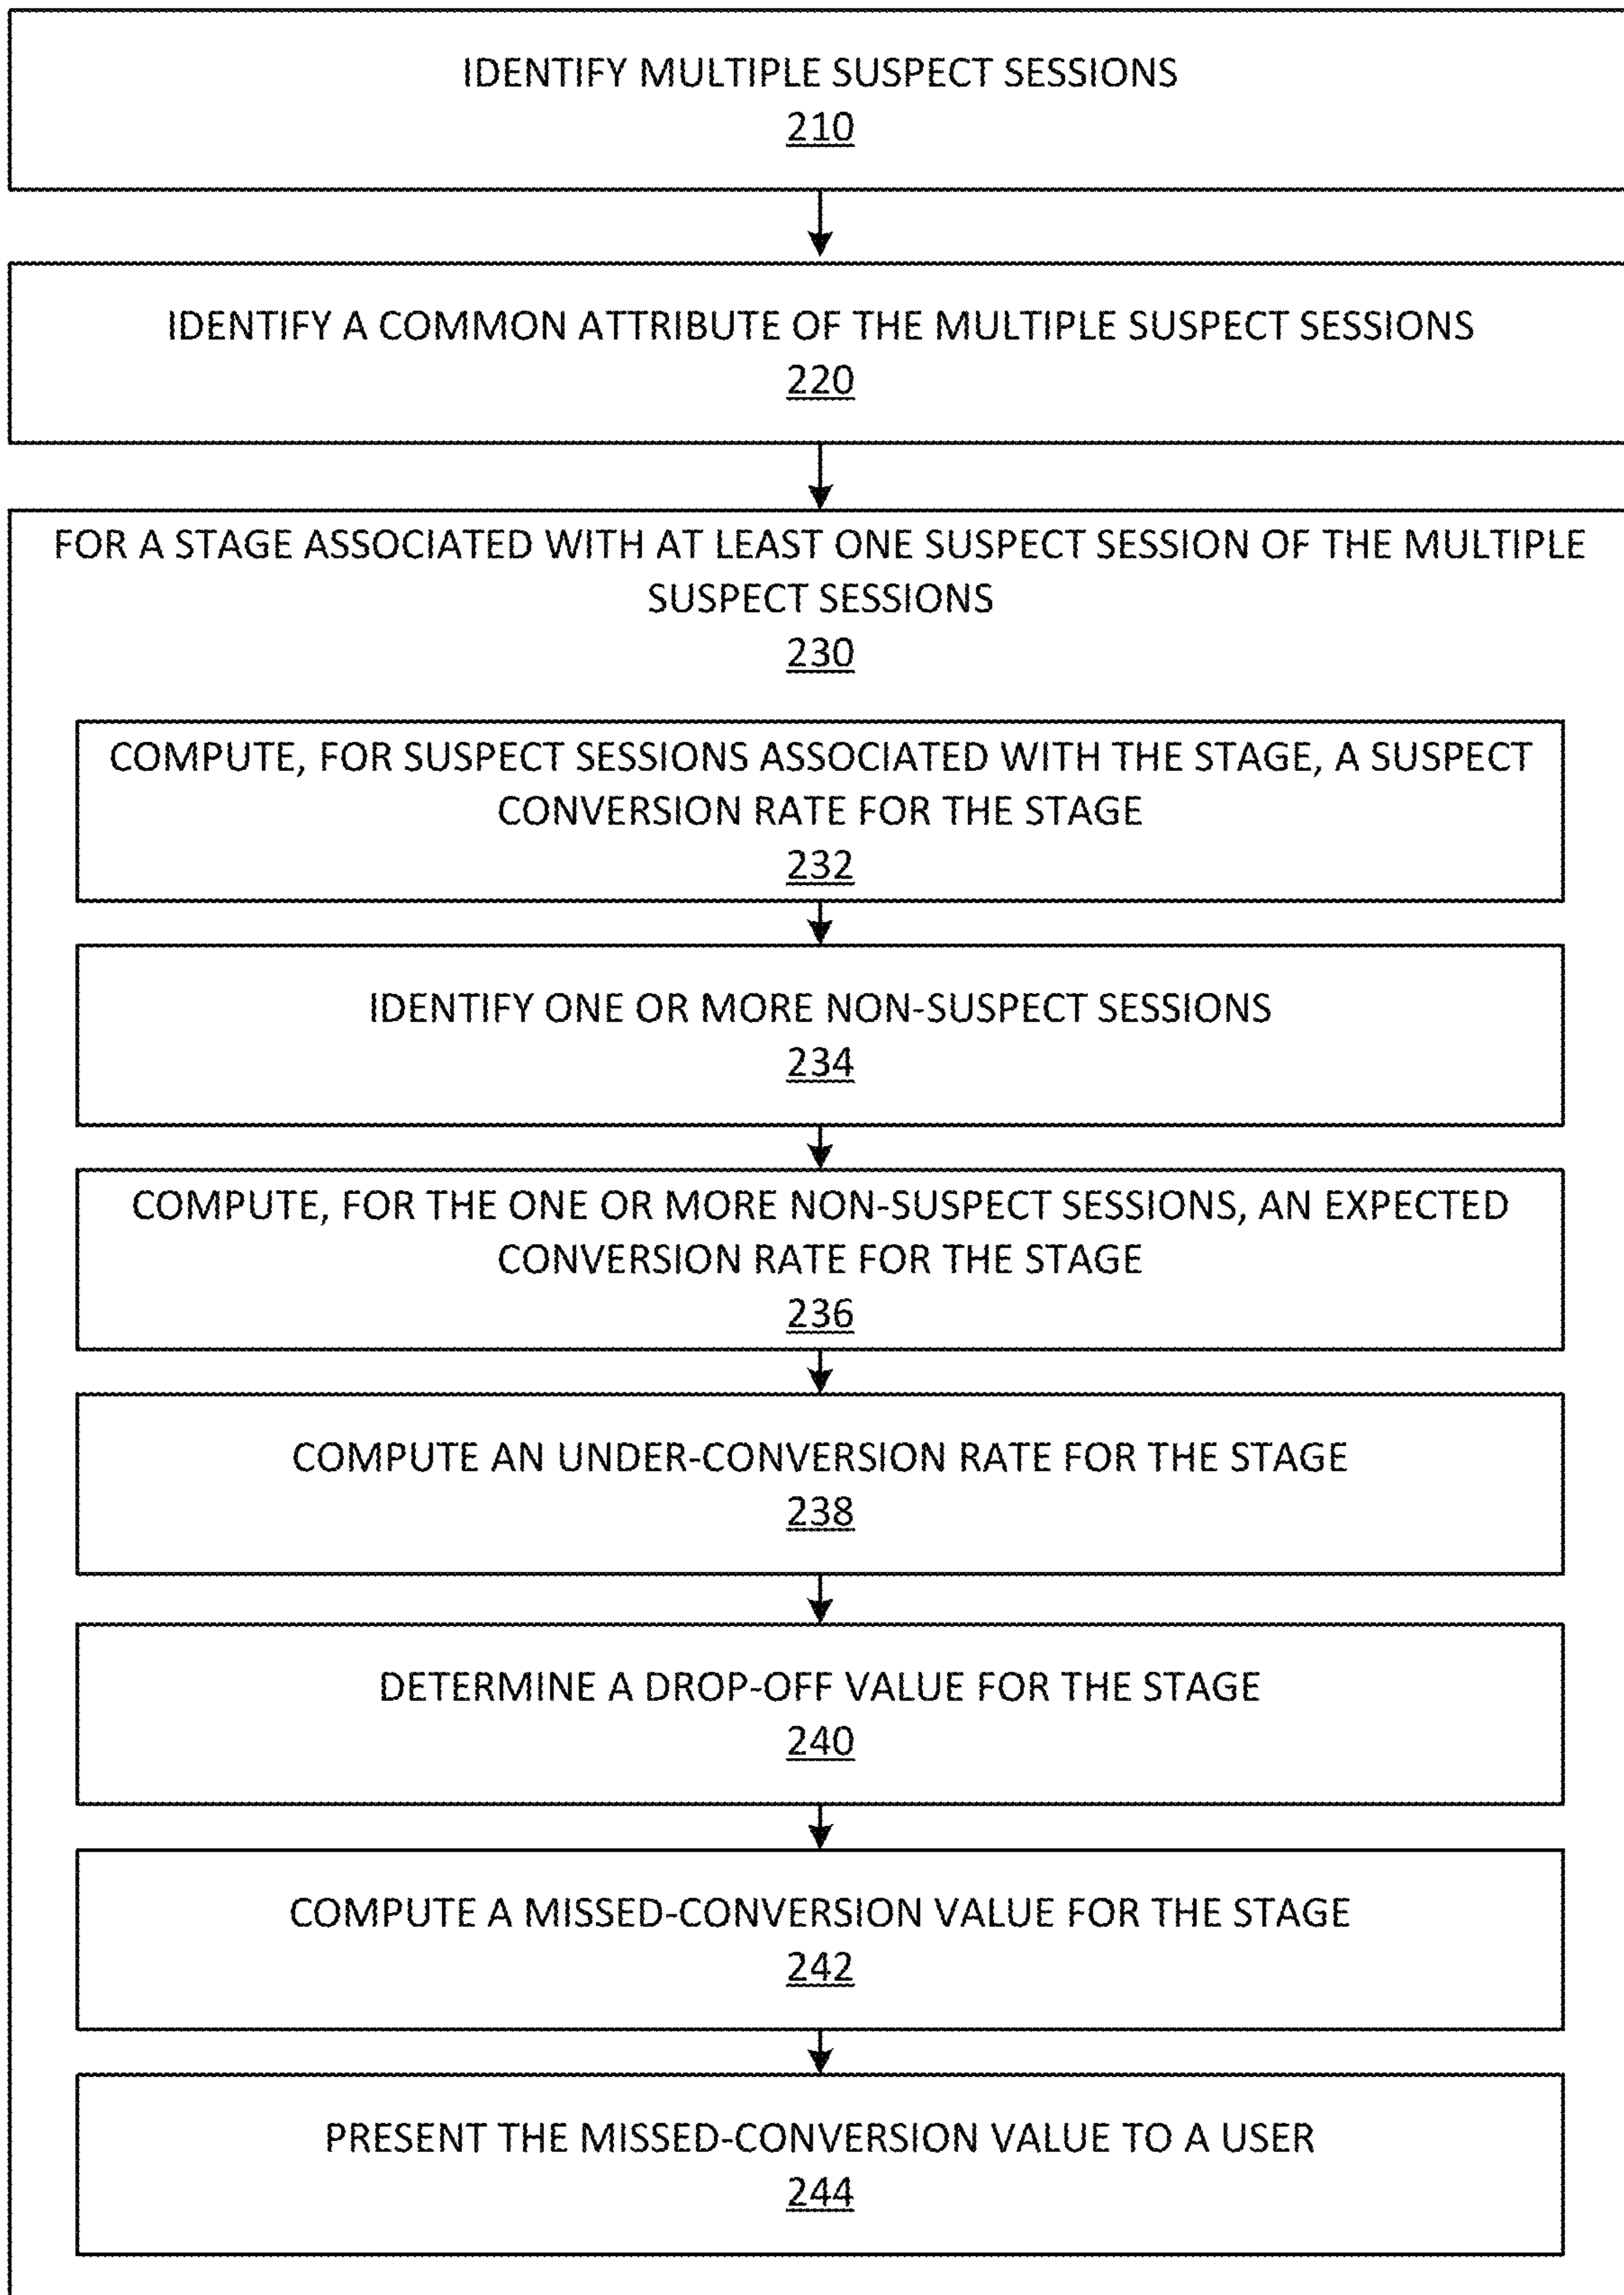 IDENTIFY MULTIPLE SUSPECT SESSIONS
210
IDENTIFY A COMMON ATTRIBUTE OF THE MULTIPLE SUSPECT SESSIONS
220
FOR A STAGE ASSOCIATED WITH AT LEAST ONE SUSPECT SESSION OF THE MULTIPLE
SUSPECT SESSIONS
230
COMPUTE, FOR SUSPECT SESSIONS ASSOCIATED WITH THE STAGE, A SUSPECT
CONVERSION RATE FOR THE STAGE
232
IDENTIFY ONE OR MORE NON-SUSPECT SESSIONS
234
COMPUTE, FOR THE ONE OR MORE NON-SUSPECT SESSIONS, AN EXPECTED
CONVERSION RATE FOR THE STAGE
236
COMPUTE AN UNDER-CONVERSION RATE FOR THE STAGE
238
DETERMINE A DROP-OFF VALUE FOR THE STAGE
240
COMPUTE A MISSED-CONVERSION VALUE FOR THE STAGE
242
PRESENT THE MISSED-CONVERSION VALUE TO A USER
244